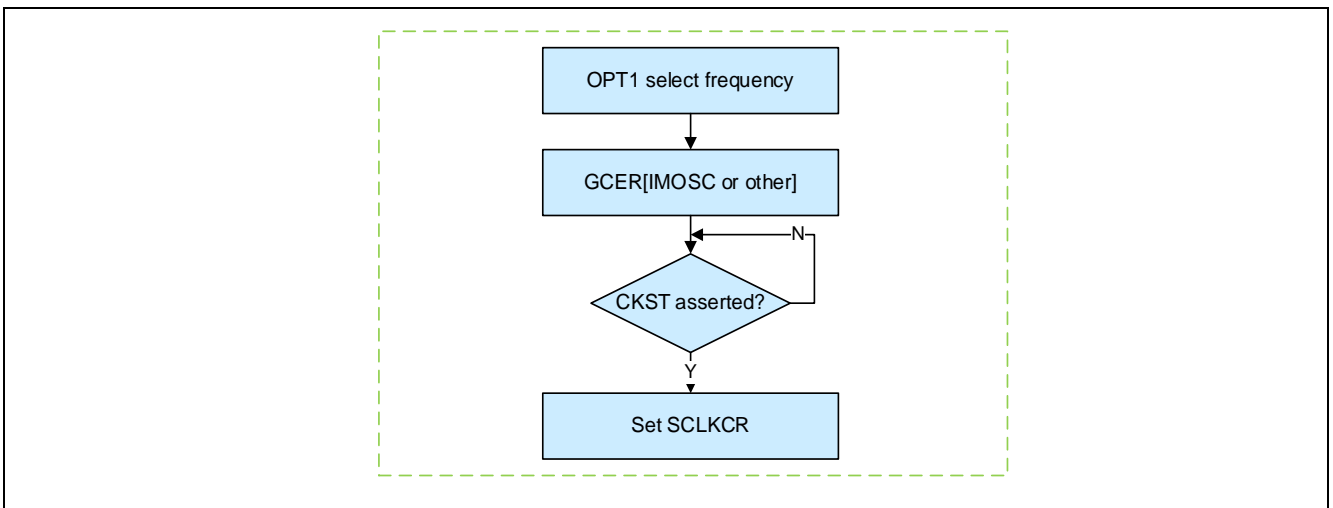 OPT1 select frequency
GCER[IMOSC or other]
N
CKST asserted?
Y
Set SCLKCR